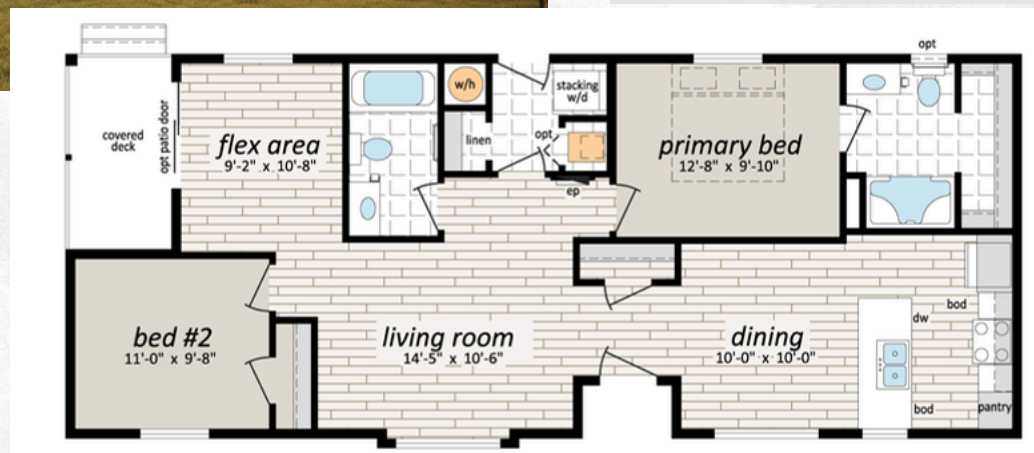 opt
covered
deck
opt patio door
flex area
9'-2" x 10'-8"
w/h
stacking
w/d
linen
opt
ep
primary bed
12'-8" x 9'-10"
bed #2
11'-0" x 9'-8"
living room
14'-5" x 10'-6"
dining
10'-0" x 10'-0"
bod
dw
bod
pantry